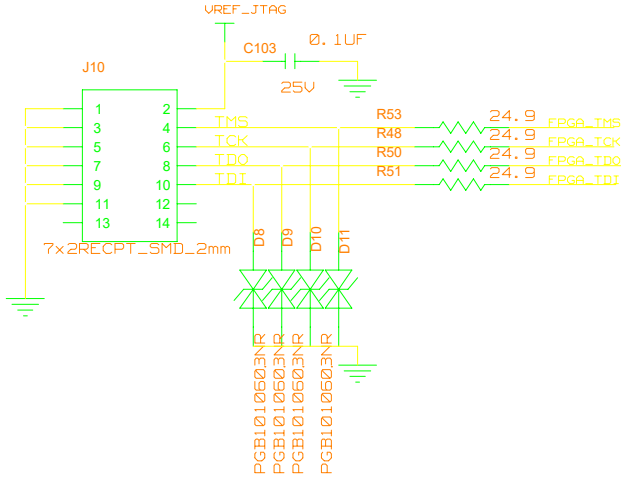 VREF_JTAG
C103 0.1UF
25V
J10
1 2
3 4 TMS R53 24.9 FPGA_TMS
5 6 TCK R48 24.9 FPGA_TCK
7 8 TDO R50 24.9 FPGA_TDO
9 10 TDI R51 24.9 FPGA_TDI
11 12
13 14
7x2RECPT_SMD_2mm
D8 D9 D10 D11
PGB1010603NR
PGB1010603NR
PGB1010603NR
PGB1010603NR